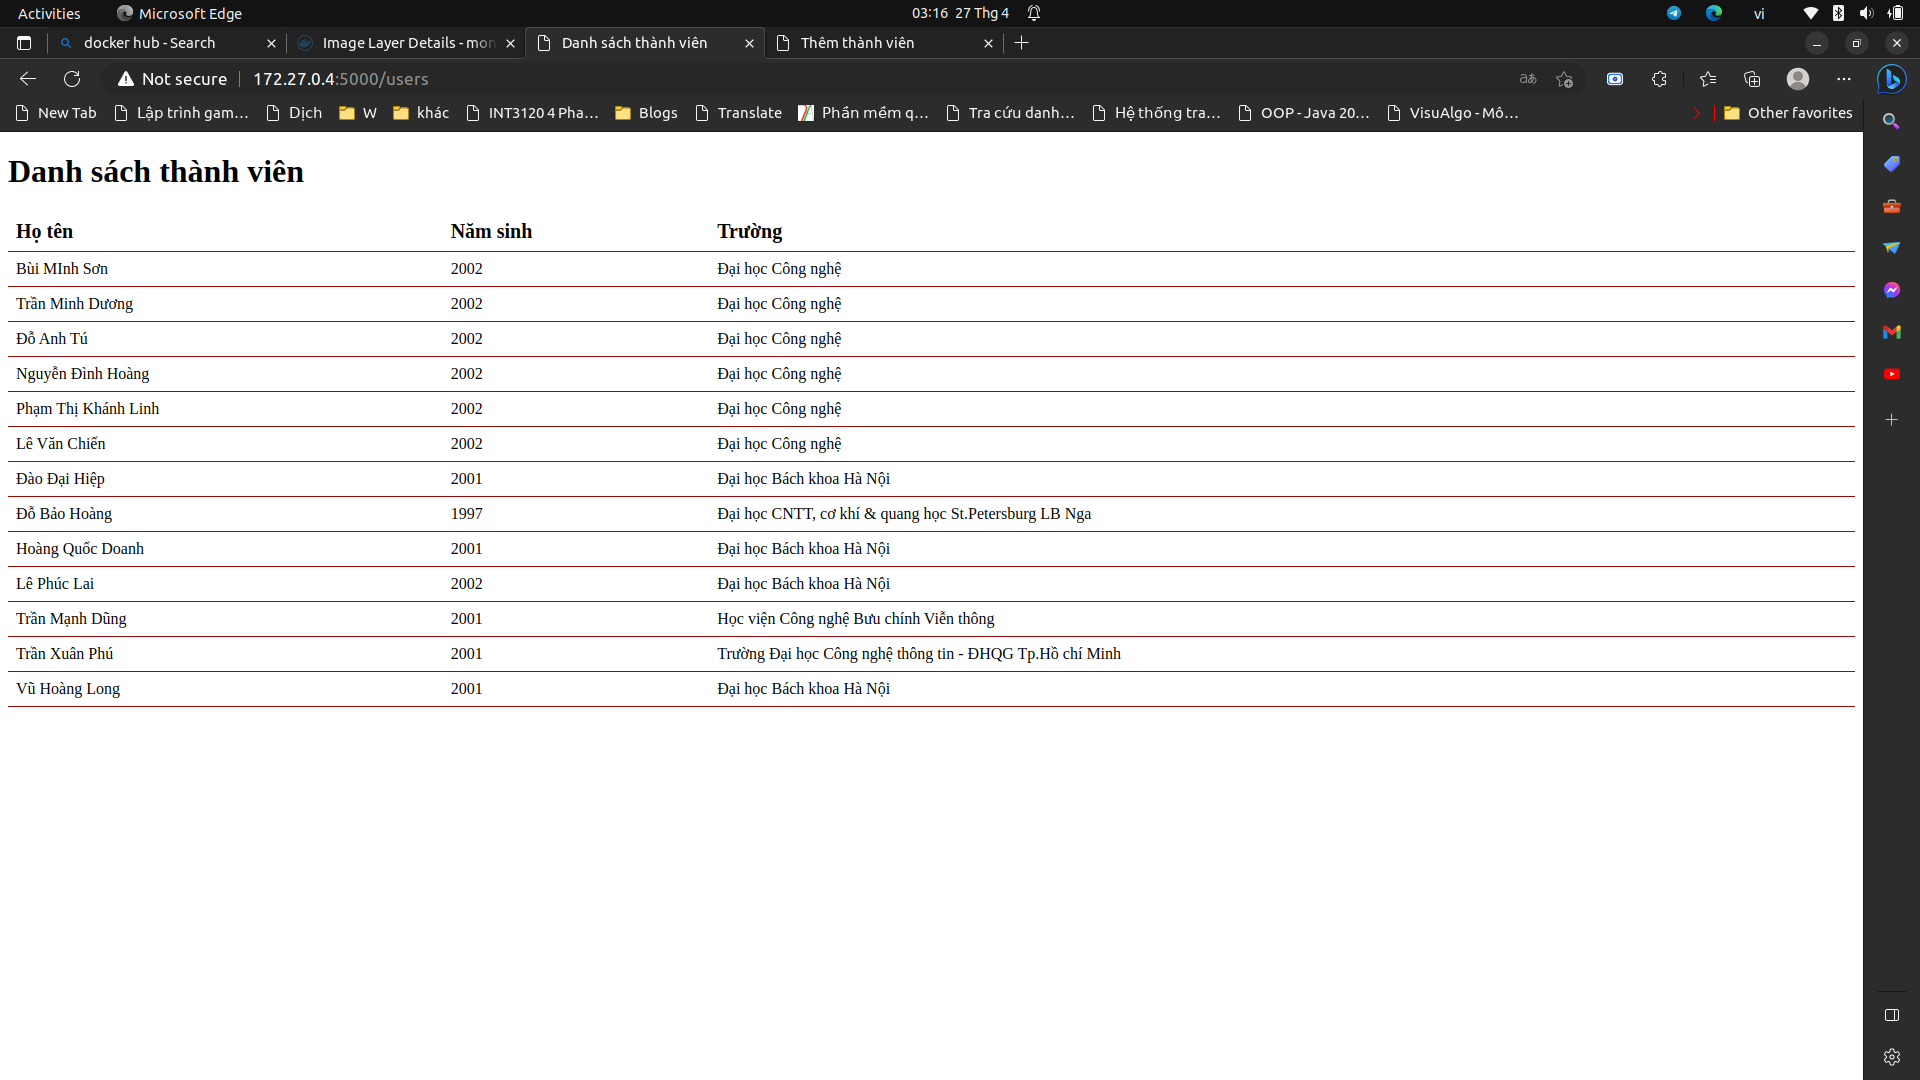 Activities Microsoft Edge 03:16 27 Thg 4 vi
docker hub - Search Image Layer Details - mon Danh sách thành viên Thêm thành viên
Not secure 172.27.0.4:5000/users
New Tab Lập trình gam... Dịch W khác INT3120 4 Pha... Blogs Translate Phần mềm q... Tra cứu danh... Hệ thống tra... OOP - Java 20... VisuAlgo - Mô... Other favorites
Danh sách thành viên
Họ tên Năm sinh Trường
Bùi MInh Sơn 2002 Đại học Công nghệ
Trần Minh Dương 2002 Đại học Công nghệ
Đỗ Anh Tú 2002 Đại học Công nghệ
Nguyễn Đình Hoàng 2002 Đại học Công nghệ
Phạm Thị Khánh Linh 2002 Đại học Công nghệ
Lê Văn Chiến 2002 Đại học Công nghệ
Đào Đại Hiệp 2001 Đại học Bách khoa Hà Nội
Đỗ Bảo Hoàng 1997 Đại học CNTT, cơ khí & quang học St.Petersburg LB Nga
Hoàng Quốc Doanh 2001 Đại học Bách khoa Hà Nội
Lê Phúc Lai 2002 Đại học Bách khoa Hà Nội
Trần Mạnh Dũng 2001 Học viện Công nghệ Bưu chính Viễn thông
Trần Xuân Phú 2001 Trường Đại học Công nghệ thông tin - ĐHQG Tp.Hồ chí Minh
Vũ Hoàng Long 2001 Đại học Bách khoa Hà Nội